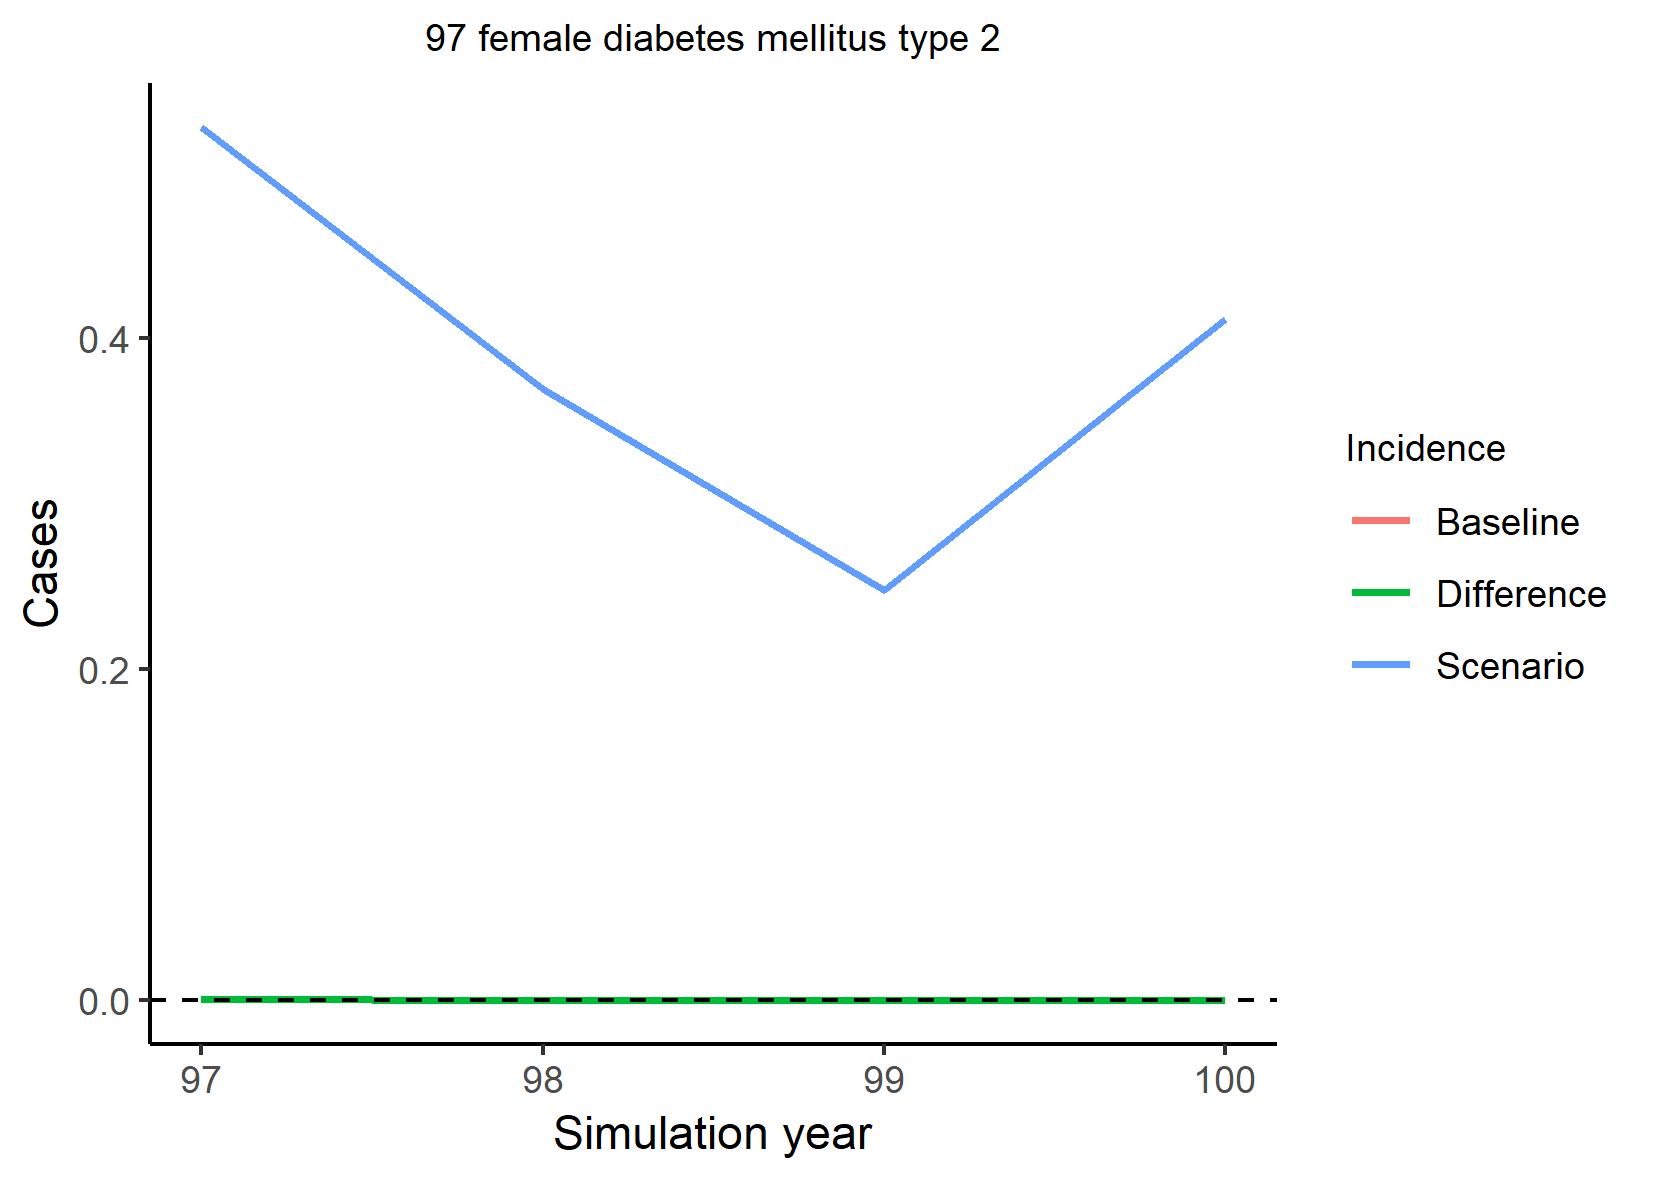 97 female diabetes mellitus type 2
Cases
0.4
0.2
0.0
97 98 99 100
Simulation year
Incidence
Baseline
Difference
Scenario